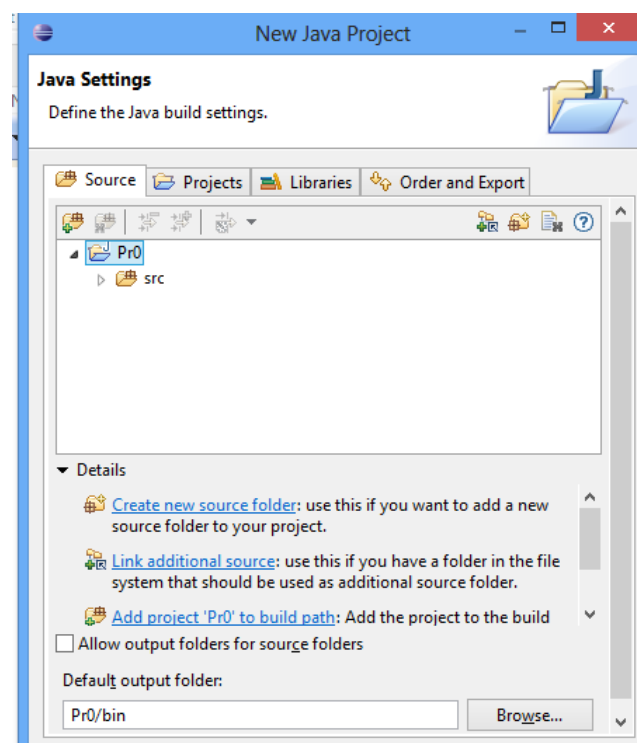 New Java Project
Java Settings
Define the Java build settings.
Source Projects Libraries Order and Export
Pr0
src
Details
Create new source folder: use this if you want to add a new
source folder to your project.
Link additional source: use this if you have a folder in the file
system that should be used as additional source folder.
Add project 'Pr0' to build path: Add the project to the build
Allow output folders for source folders
Default output folder:
Pr0/bin
Browse...